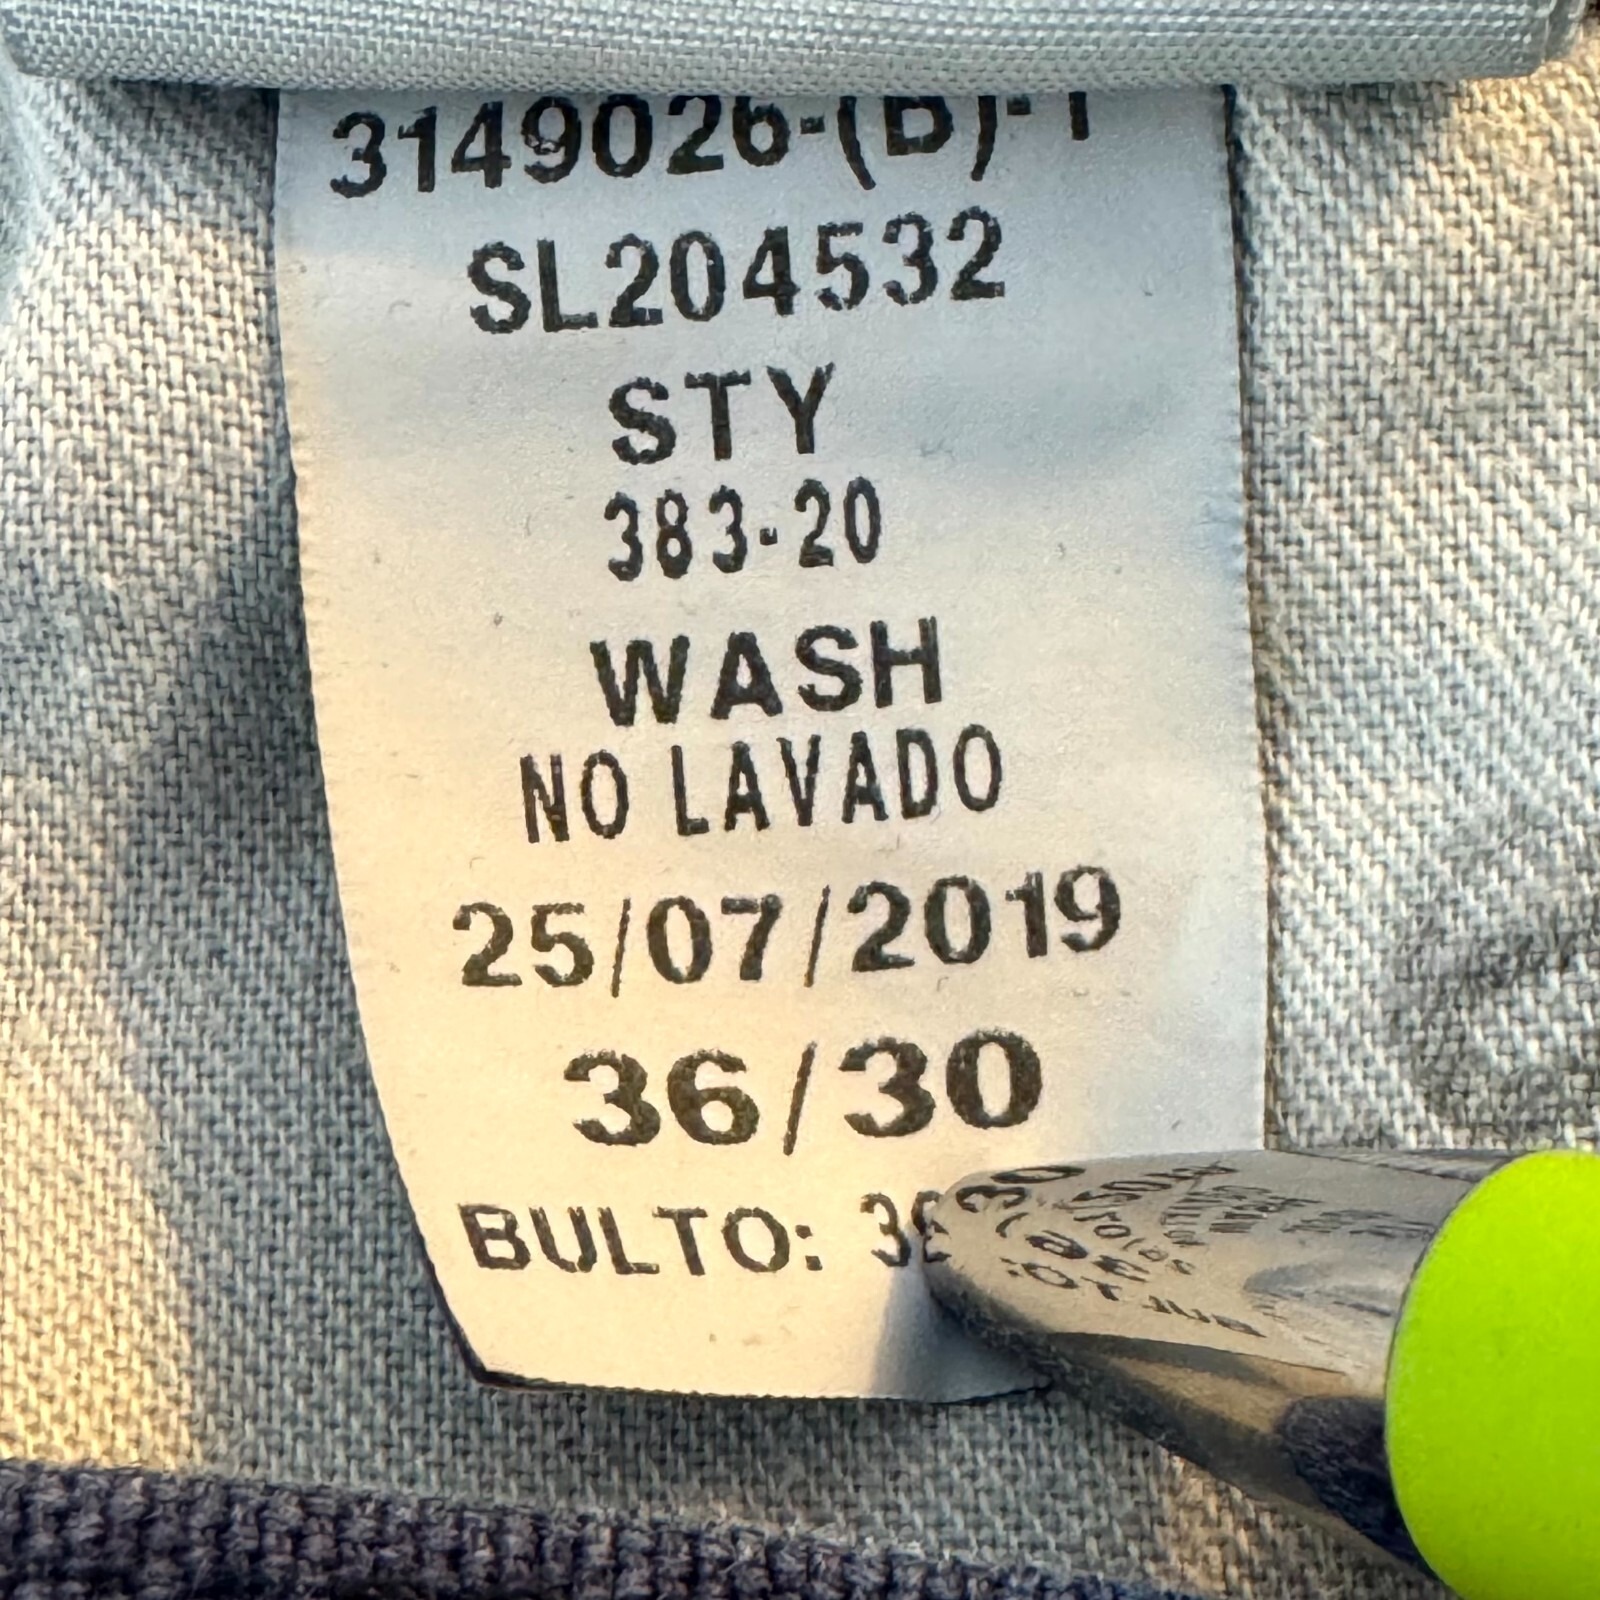 3149026-(B)-1
SL204532
STY
383-20
WASH
NO LAVADO
25/07/2019
36/30
BULTO: